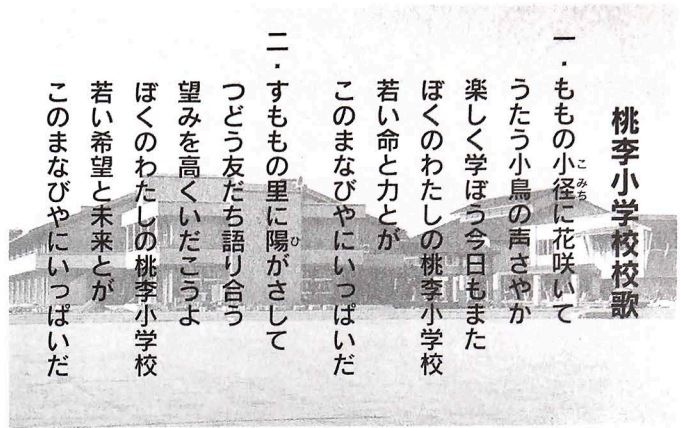 桃李小学校校歌
一．ももの小径に花咲いて
こみち
うたう小鳥の声さやか
楽しく学ぼう今日もまた
ぼくのわたしの桃李小学校
若い命と力とが
このまなびやにいっぱいだ
二．すももの里に陽がさして
ひ
つどう友だち語り合う
望みを高くいだこうよ
ぼくのわたしの桃李小学校
若い希望と未来とが
このまなびやにいっぱいだ